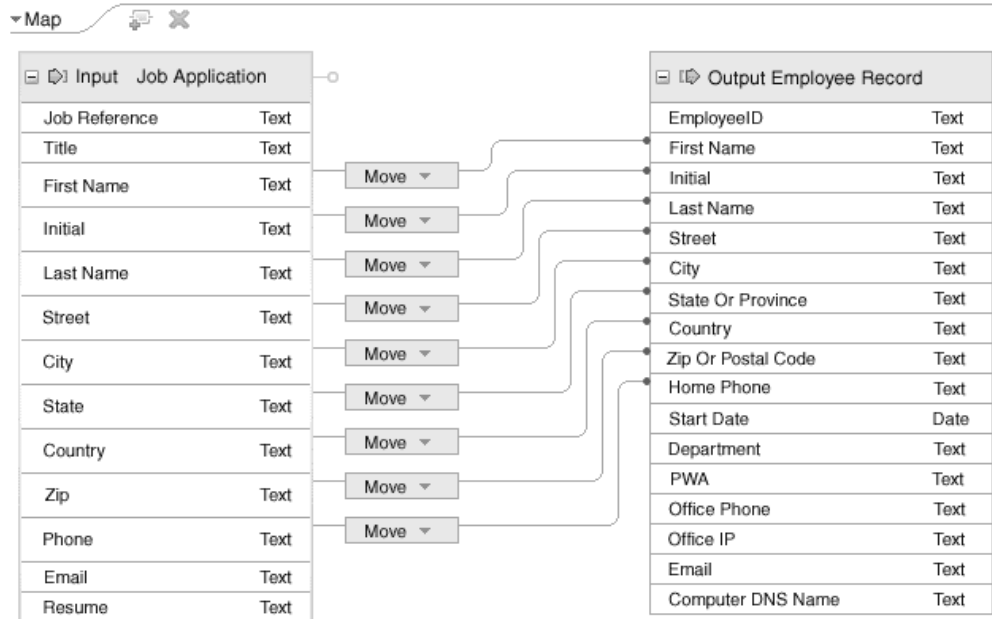 Map
Input Job Application
Job Reference Text
Title Text
First Name Text
Initial Text
Last Name Text
Street Text
City Text
State Text
Country Text
Zip Text
Phone Text
Email Text
Resume Text
Move
Move
Move
Move
Move
Move
Move
Move
Move
Output Employee Record
EmployeeID Text
First Name Text
Initial Text
Last Name Text
Street Text
City Text
State Or Province Text
Country Text
Zip Or Postal Code Text
Home Phone Text
Start Date Date
Department Text
PWA Text
Office Phone Text
Office IP Text
Email Text
Computer DNS Name Text